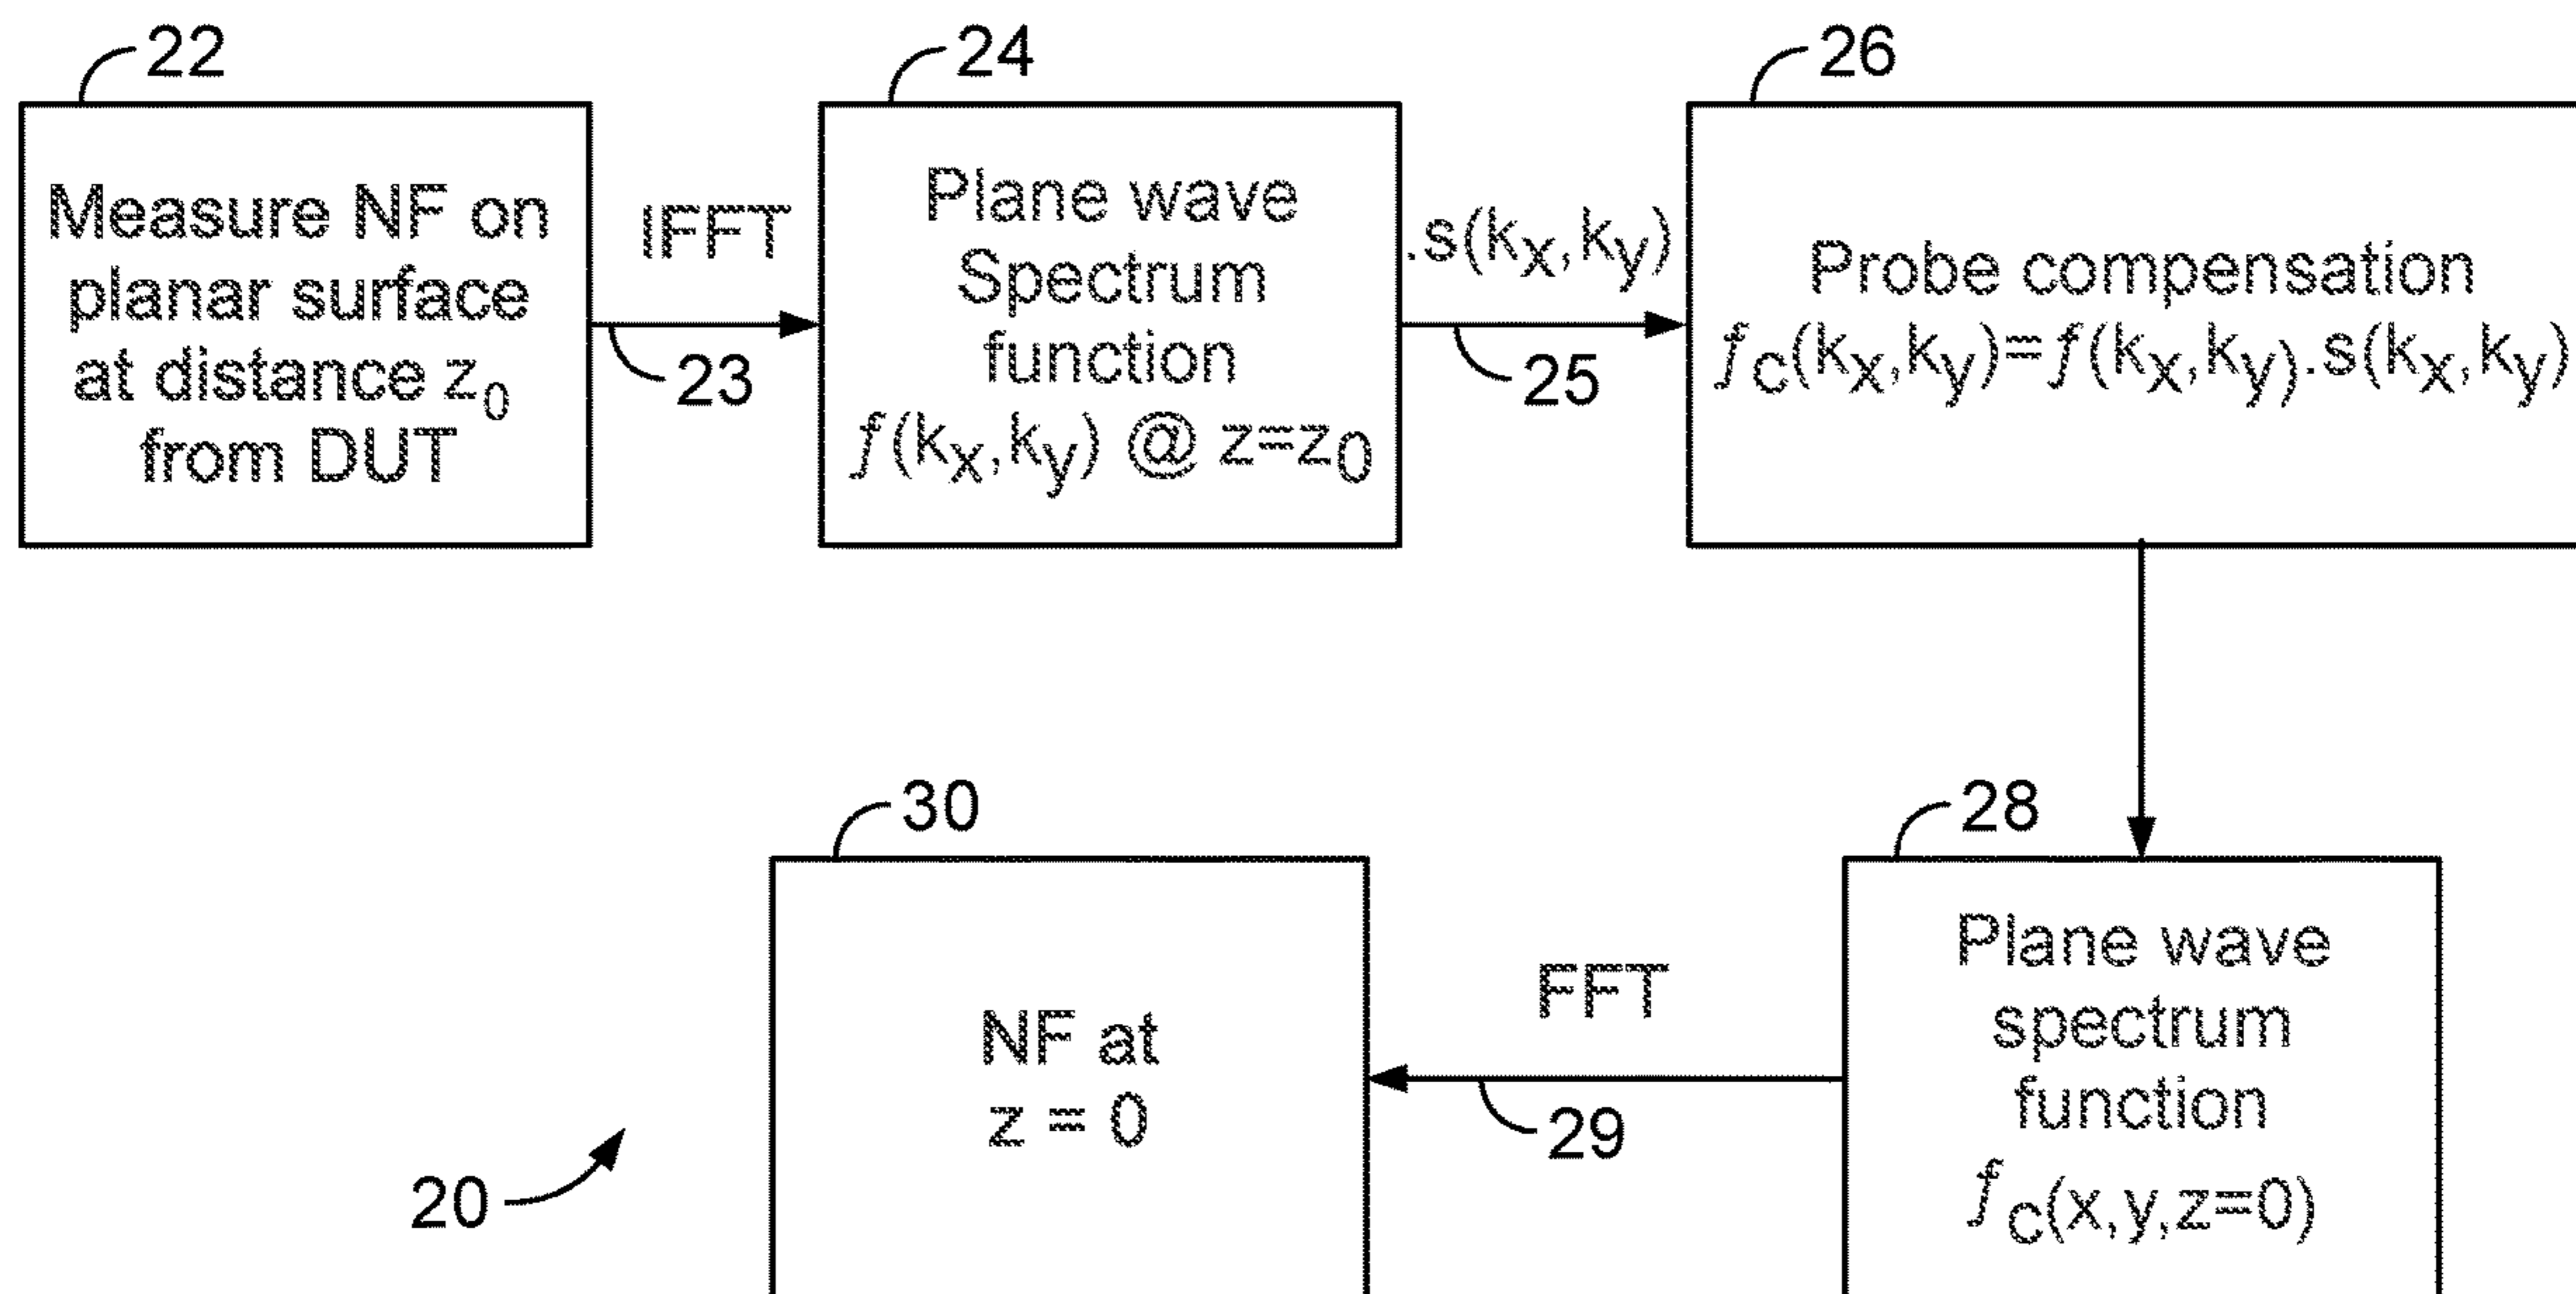 22
Measure NF on
planar surface
at distance z₀
from DUT
IFFT
23
24
Plane wave
Spectrum
function
f(kx,ky) @ z=z₀
.s(kx,ky)
25
26
Probe compensation
fc(kx,ky)=f(kx,ky).s(kx,ky)
28
Plane wave
spectrum
function
fc(x,y,z=0)
FFT
29
30
NF at
z = 0
20